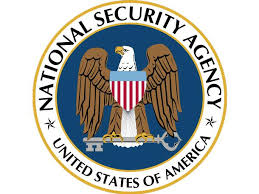 NATIONAL SECURITY AGENCY
UNITED STATES OF AMERICA